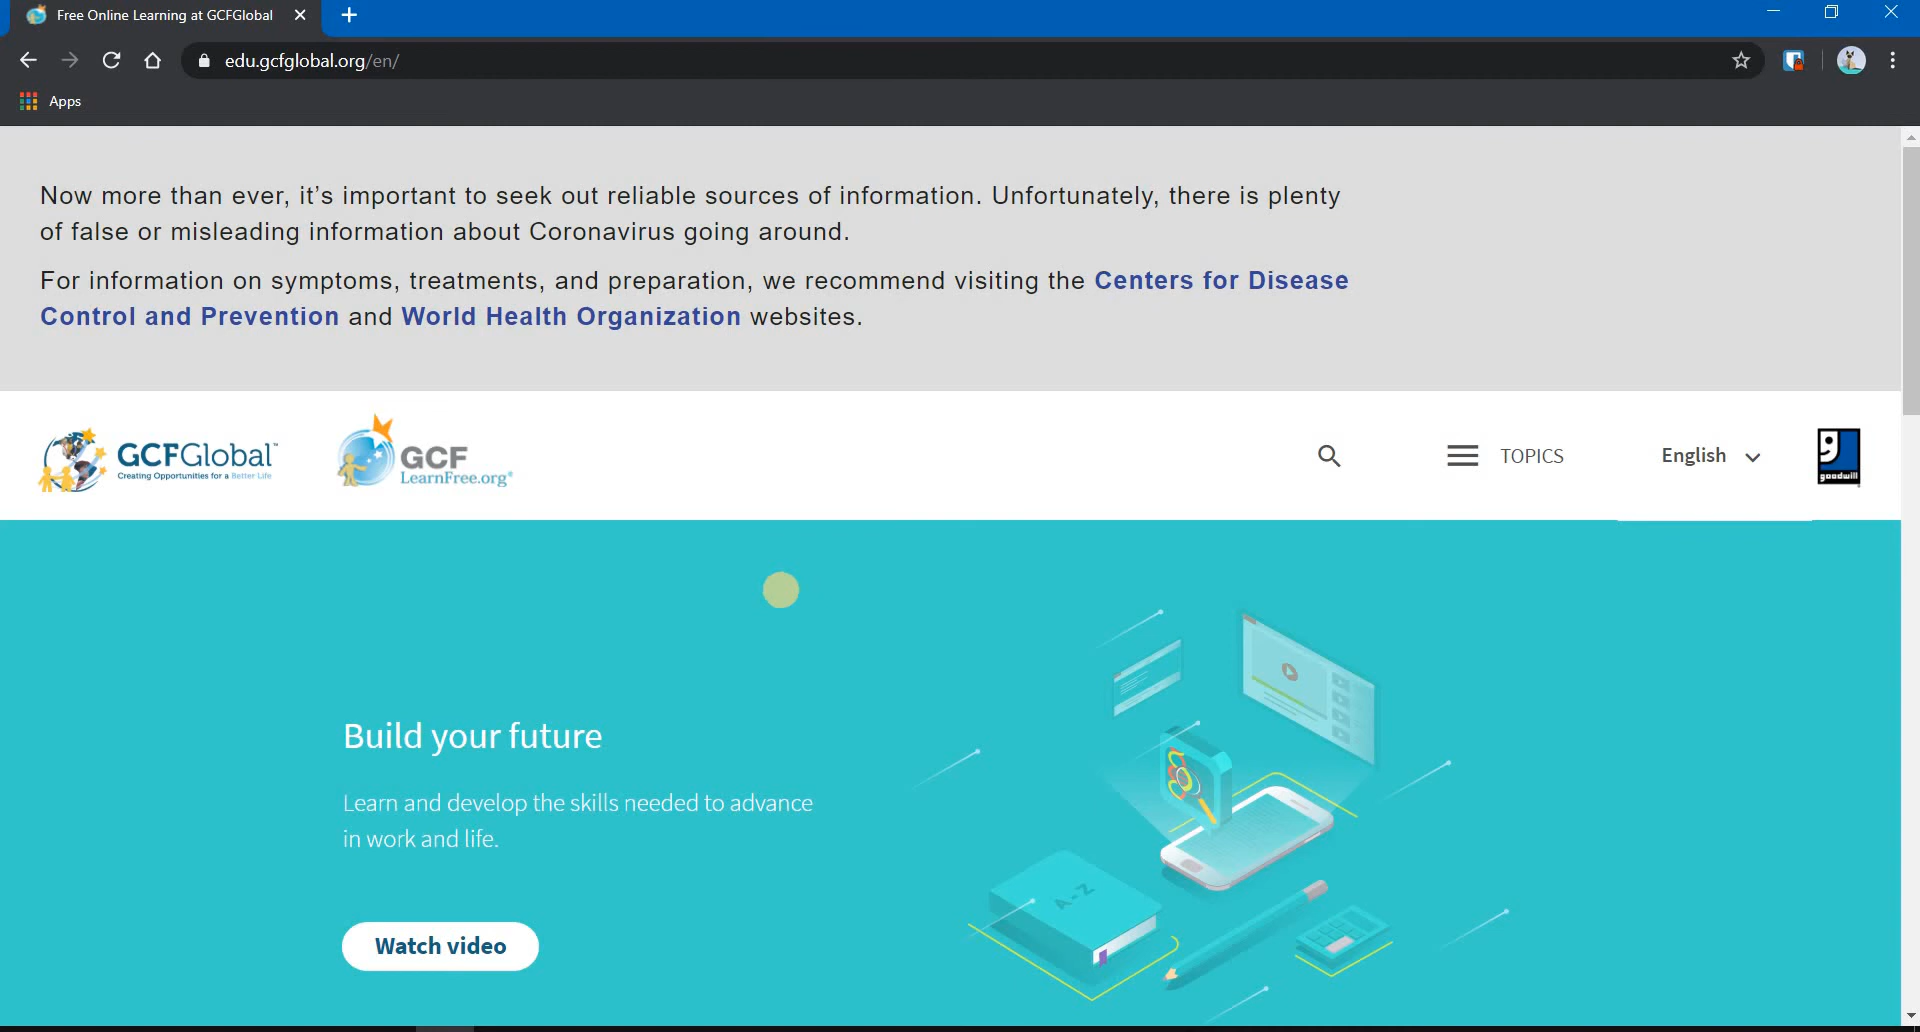 Free Online Learning at GCFGlobal
edu.gcfglobal.org/en/
Apps
Now more than ever, it’s important to seek out reliable sources of information. Unfortunately, there is plenty
of false or misleading information about Coronavirus going around.
For information on symptoms, treatments, and preparation, we recommend visiting the Centers for Disease
Control and Prevention and World Health Organization websites.
GCFGlobal™
Creating Opportunities for a Better Life
GCF
LearnFree.org®
TOPICS
English
goodwill
Build your future
Learn and develop the skills needed to advance
in work and life.
A-Z
Watch video